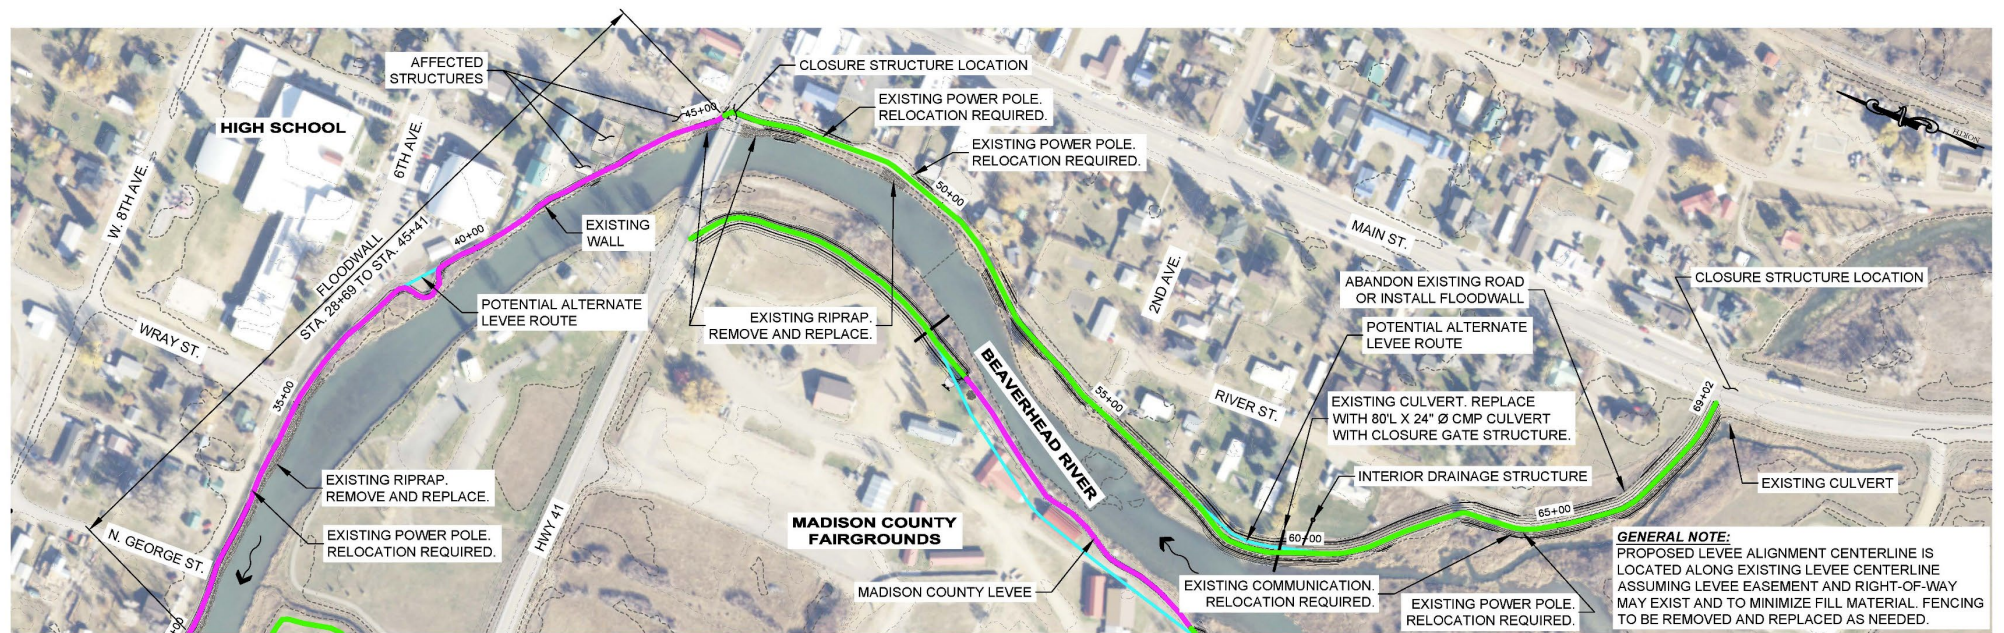 AFFECTED
STRUCTURES
CLOSURE STRUCTURE LOCATION
EXISTING POWER POLE.
RELOCATION REQUIRED.
EXISTING POWER POLE.
RELOCATION REQUIRED.
HIGH SCHOOL
W. 8TH AVE.
6TH AVE.
45+00
50+00
NORTH
EXISTING
WALL
40+00
FLOODWALL
STA. 28+69 TO STA. 45+41
POTENTIAL ALTERNATE
LEVEE ROUTE
WRAY ST.
35+00
EXISTING RIPRAP.
REMOVE AND REPLACE.
MAIN ST.
2ND AVE.
ABANDON EXISTING ROAD
OR INSTALL FLOODWALL
CLOSURE STRUCTURE LOCATION
POTENTIAL ALTERNATE
LEVEE ROUTE
BEAVERHEAD RIVER
55+00
RIVER ST.
EXISTING CULVERT. REPLACE
WITH 80'L X 24" Ø CMP CULVERT
WITH CLOSURE GATE STRUCTURE.
69+02
INTERIOR DRAINAGE STRUCTURE
EXISTING CULVERT
EXISTING RIPRAP.
REMOVE AND REPLACE.
EXISTING POWER POLE.
RELOCATION REQUIRED.
N. GEORGE ST.
HWY 41
MADISON COUNTY
FAIRGROUNDS
MADISON COUNTY LEVEE
60+00
65+00
EXISTING COMMUNICATION.
RELOCATION REQUIRED.
EXISTING POWER POLE.
RELOCATION REQUIRED.
GENERAL NOTE:
PROPOSED LEVEE ALIGNMENT CENTERLINE IS
LOCATED ALONG EXISTING LEVEE CENTERLINE
ASSUMING LEVEE EASEMENT AND RIGHT-OF-WAY
MAY EXIST AND TO MINIMIZE FILL MATERIAL. FENCING
TO BE REMOVED AND REPLACED AS NEEDED.